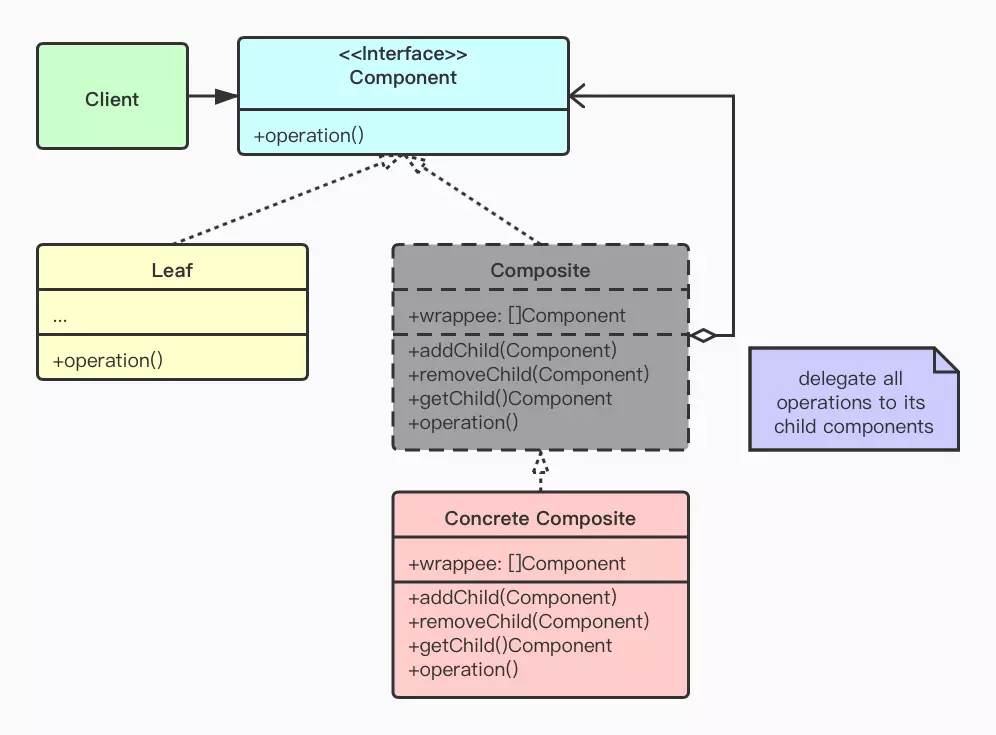 Client
<<Interface>>
Component
+operation()
Leaf
...
+operation()
Composite
+wrappee: []Component
+addChild(Component)
+removeChild(Component)
+getChild()Component
+operation()
delegate all
operations to its
child components
Concrete Composite
+wrappee: []Component
+addChild(Component)
+removeChild(Component)
+getChild()Component
+operation()